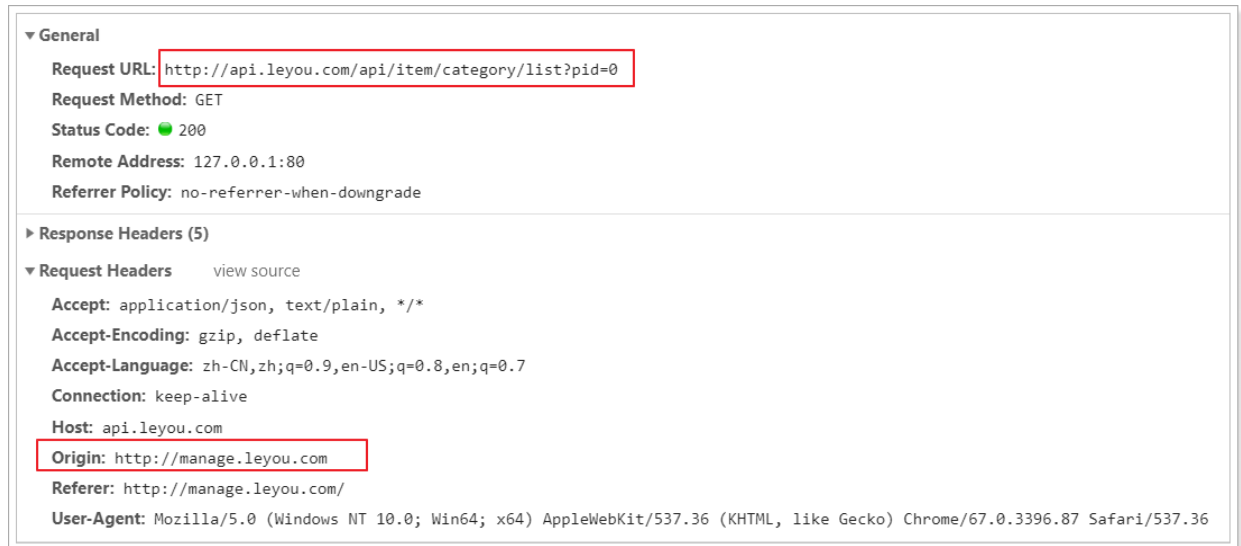 General
Request URL: http://api.leyou.com/api/item/category/list?pid=0
Request Method: GET
Status Code: 200
Remote Address: 127.0.0.1:80
Referrer Policy: no-referrer-when-downgrade
Response Headers (5)
Request Headers view source
Accept: application/json, text/plain, */*
Accept-Encoding: gzip, deflate
Accept-Language: zh-CN,zh;q=0.9,en-US;q=0.8,en;q=0.7
Connection: keep-alive
Host: api.leyou.com
Origin: http://manage.leyou.com
Referer: http://manage.leyou.com/
User-Agent: Mozilla/5.0 (Windows NT 10.0; Win64; x64) AppleWebKit/537.36 (KHTML, like Gecko) Chrome/67.0.3396.87 Safari/537.36